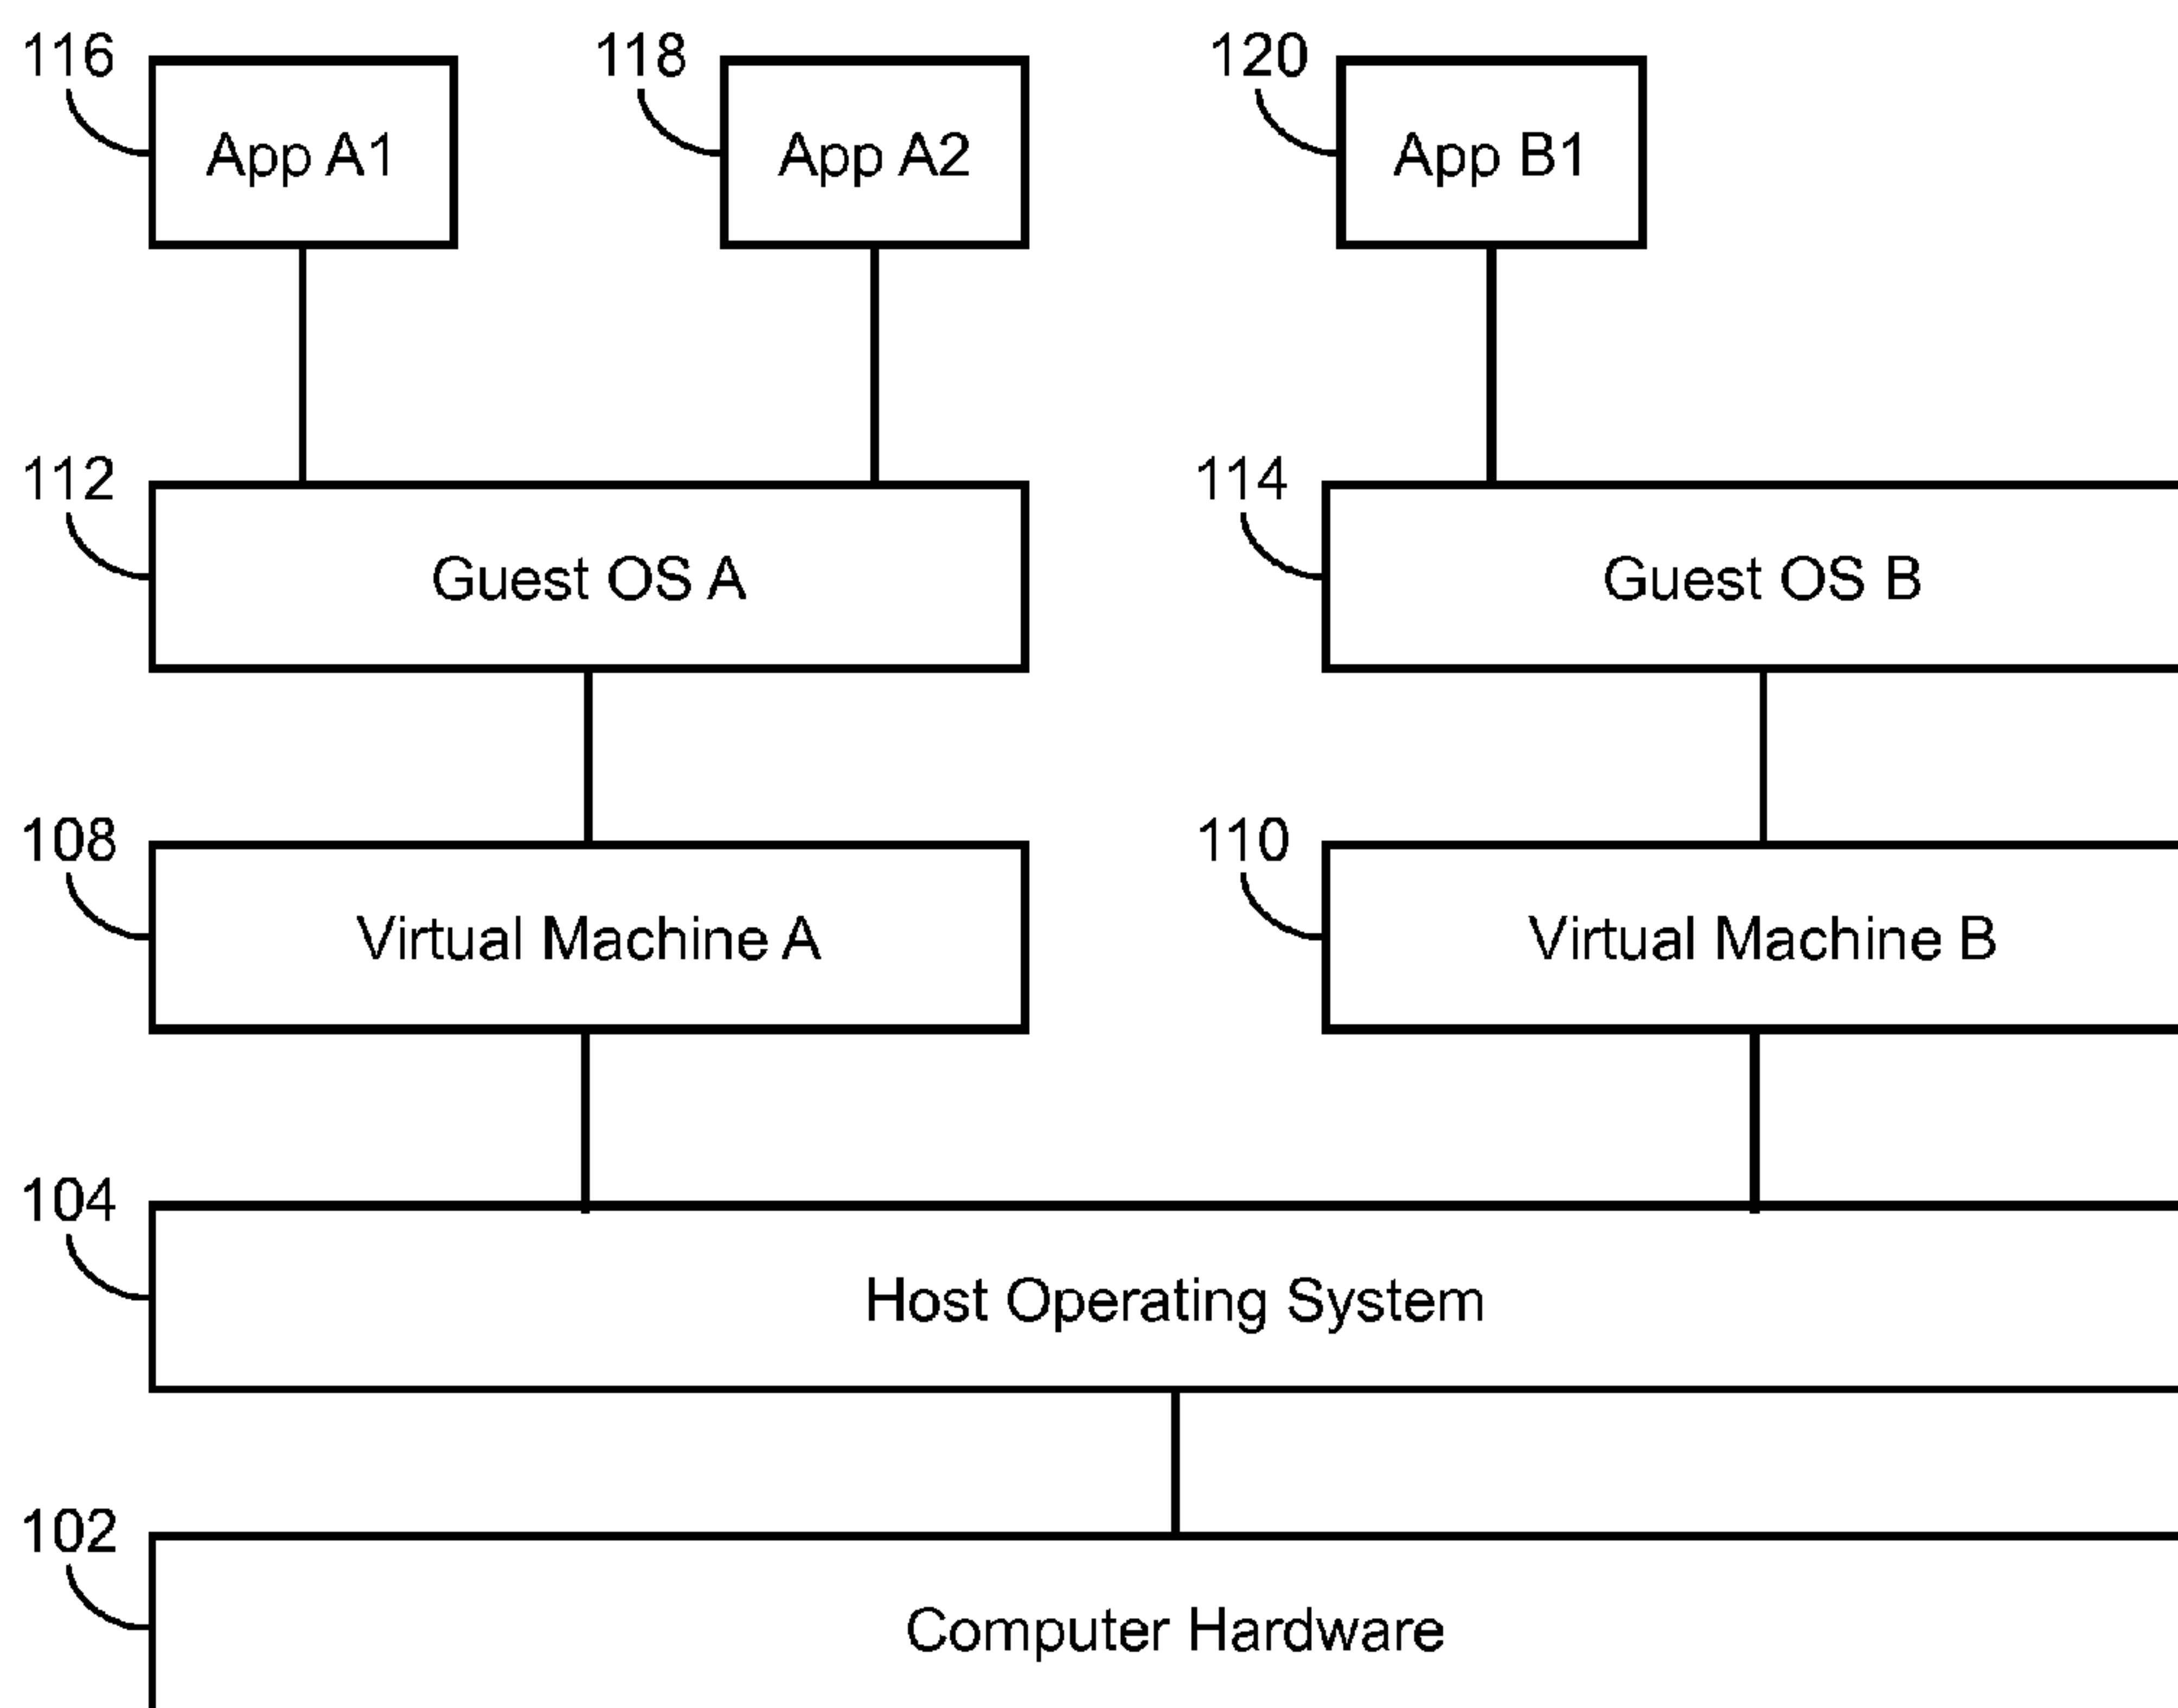 116
118
120
App A1
App A2
App B1
112
114
Guest OS A
Guest OS B
108
110
Virtual Machine A
Virtual Machine B
104
Host Operating System
102
Computer Hardware